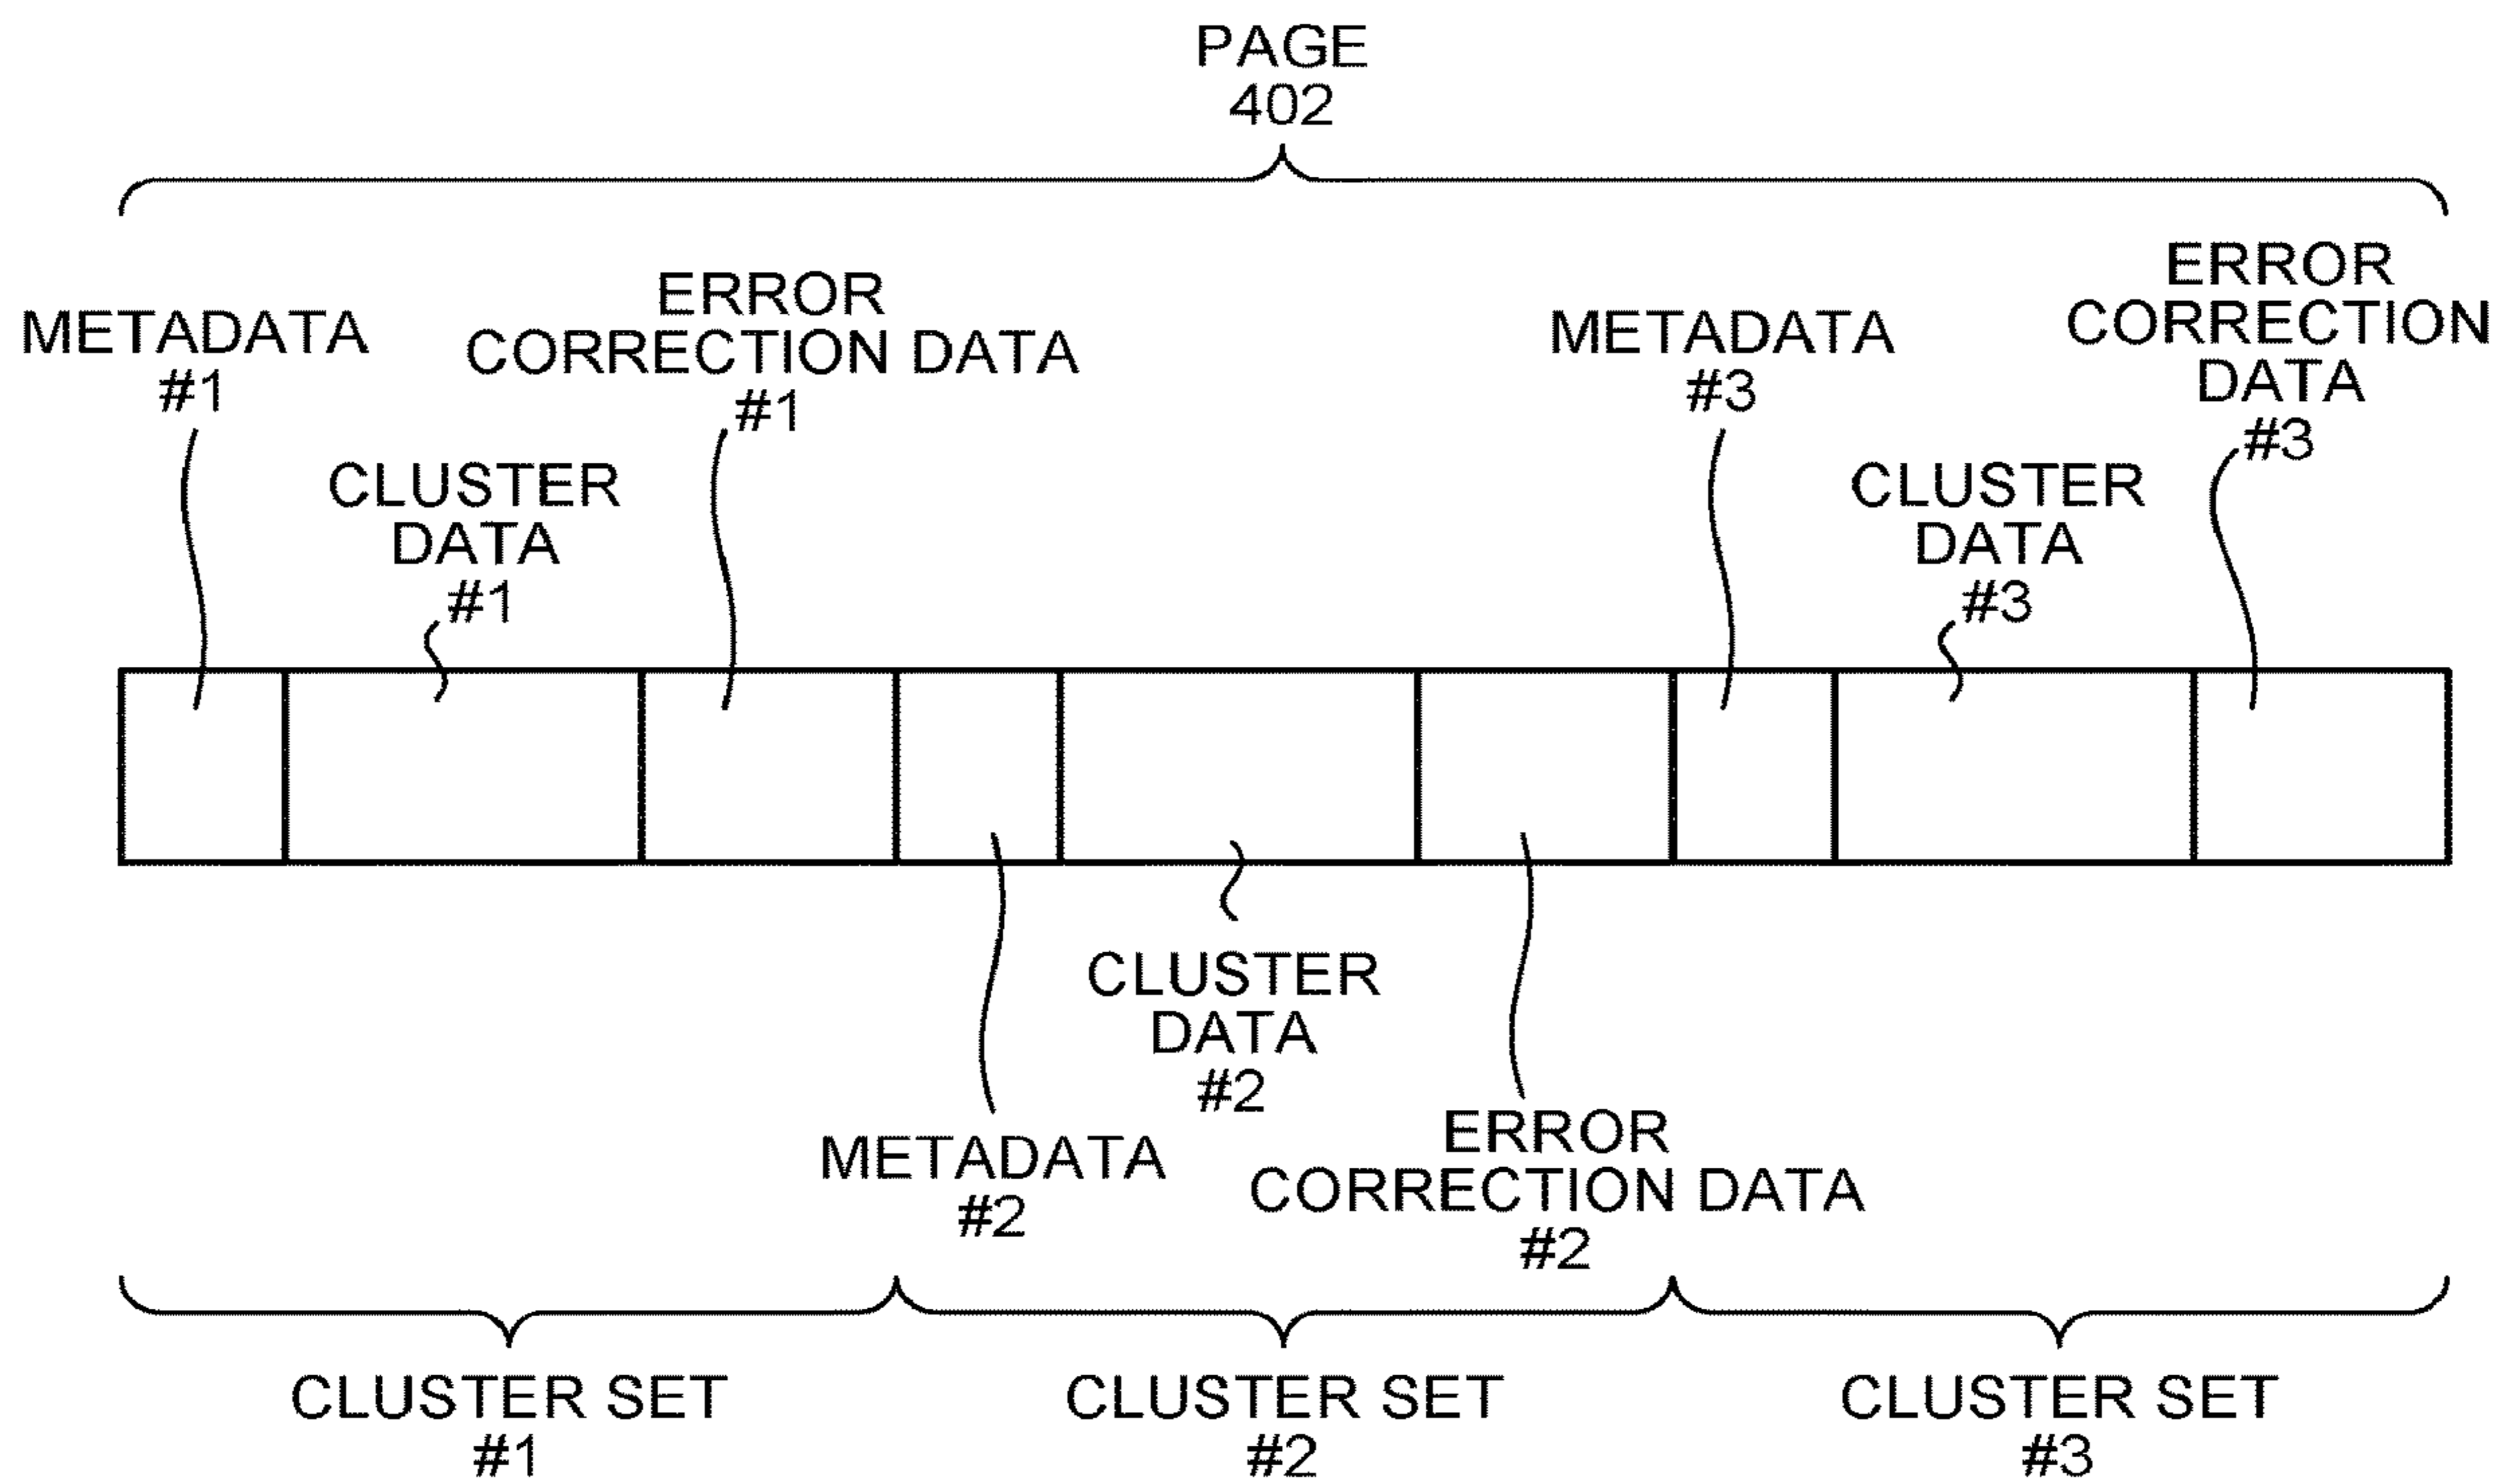 PAGE
402
METADATA
#1
CLUSTER
DATA
#1
ERROR
CORRECTION DATA
#1
METADATA
#3
CLUSTER
DATA
#3
ERROR
CORRECTION
DATA
#3
METADATA
#2
CLUSTER
DATA
#2
ERROR
CORRECTION DATA
#2
CLUSTER SET
#1
CLUSTER SET
#2
CLUSTER SET
#3